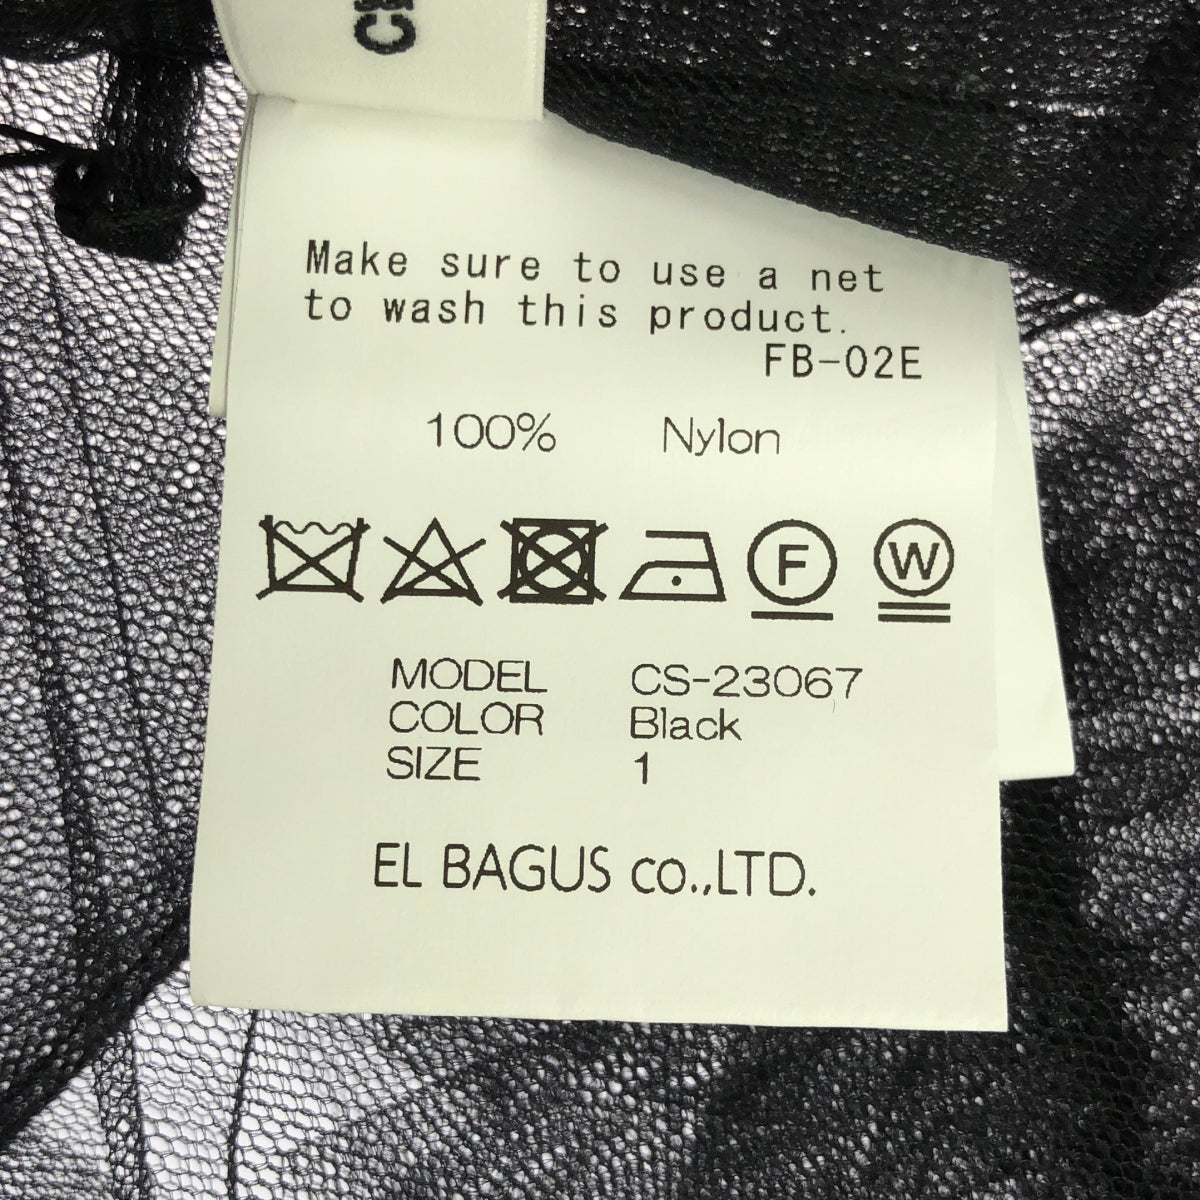 Make sure to use a net
to wash this product.
FB-02E
100% Nylon
F W
MODEL CS-23067
COLOR Black
SIZE 1
EL BAGUS co.,LTD.